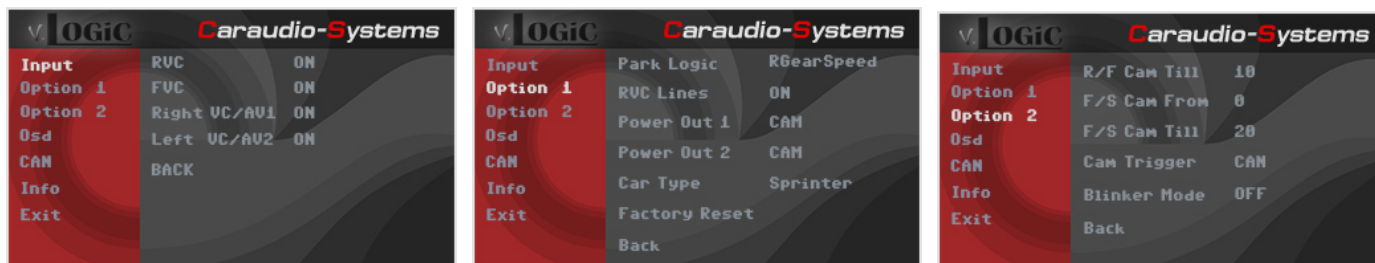 V.LOGiC Caraudio-Systems
Input RVC ON
Option 1 FVC ON
Option 2 Right VC/AV1 ON
Osd Left VC/AV2 ON
CAN BACK
Info
Exit
V.LOGiC Caraudio-Systems
Input Park Logic RGearSpeed
Option 1 RVC Lines ON
Option 2 Power Out 1 CAM
Osd Power Out 2 CAM
CAN Car Type Sprinter
Info Factory Reset
Exit Back
V.LOGiC Caraudio-Systems
Input R/F Cam Till 10
Option 1 F/S Cam From 0
Option 2 F/S Cam Till 20
Osd Cam Trigger CAN
CAN Blinker Mode OFF
Info Back
Exit